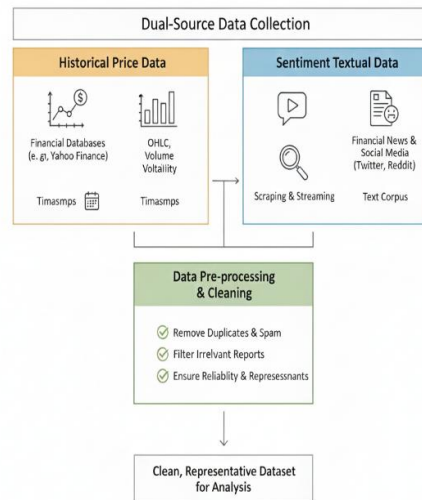 Dual-Source Data Collection
Historical Price Data
Financial Databases
(e. gı, Yahoo Finance)
OHLC,
Volume
Voltaillity
Timasmps
Timasmps
Sentiment Textual Data
Scraping & Streaming
Financial News &
Social Media
(Twitter, Reddit)
Text Corpus
Data Pre-processing
& Cleaning
Remove Duplicates & Spam
Filter Irrelvant Reports
Ensure Reliablity & Represessnants
Clean, Representative Dataset
for Analysis